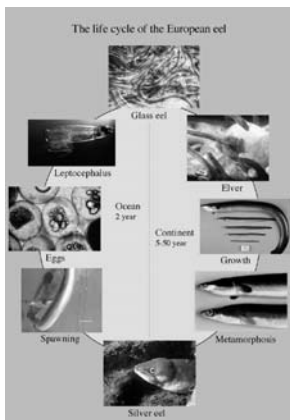 The life cycle of the European eel
Glass eel
Leptocephalus
Elver
Ocean
2 year
Continent
5-50 year
Eggs
Growth
Spawning
Metamorphosis
Silver eel